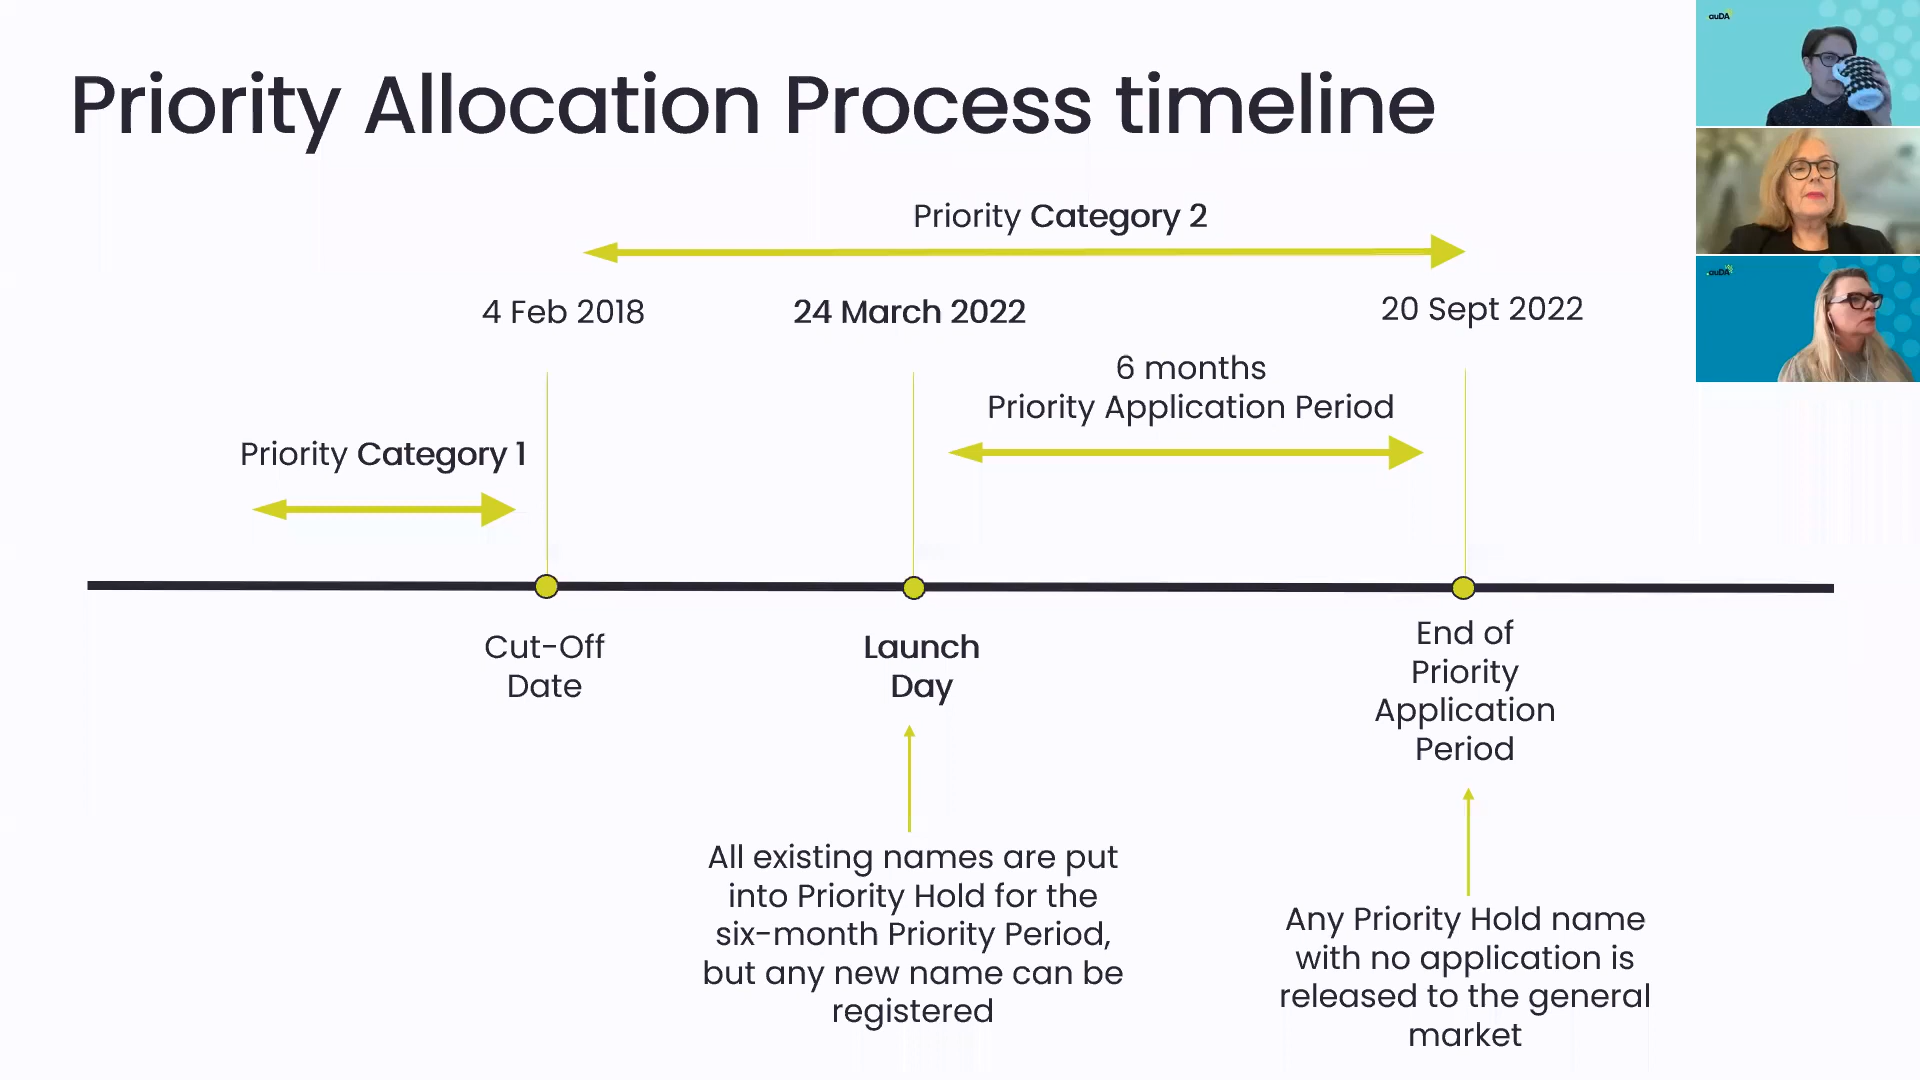 Priority Allocation Process timeline
auDA
Priority Category 2
4 Feb 2018
24 March 2022
20 Sept 2022
auDA
6 months
Priority Application Period
Priority Category 1
Cut-Off
Date
Launch
Day
End of
Priority
Application
Period
All existing names are put
into Priority Hold for the
six-month Priority Period,
but any new name can be
registered
Any Priority Hold name
with no application is
released to the general
market